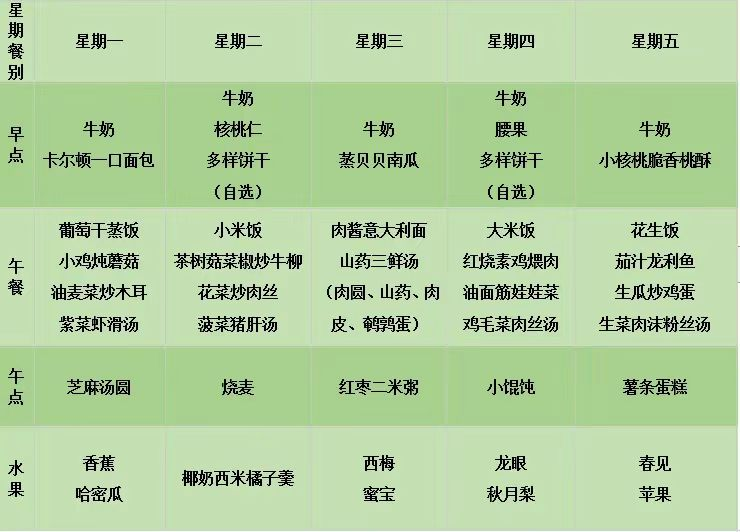 星期餐别
星期一
星期二
星期三
星期四
星期五
早点
牛奶
卡尔顿一口面包
牛奶
核桃仁
多样饼干
（自选）
牛奶
蒸贝贝南瓜
牛奶
腰果
多样饼干
（自选）
牛奶
小核桃脆香桃酥
午餐
葡萄干蒸饭
小鸡炖蘑菇
油麦菜炒木耳
紫菜虾滑汤
小米饭
茶树菇菜椒炒牛柳
花菜炒肉丝
菠菜猪肝汤
肉酱意大利面
山药三鲜汤
（肉圆、山药、肉
皮、鹌鹑蛋）
大米饭
红烧素鸡煨肉
油面筋娃娃菜
鸡毛菜肉丝汤
花生饭
茄汁龙利鱼
生瓜炒鸡蛋
生菜肉沫粉丝汤
午点
芝麻汤圆
烧麦
红枣二米粥
小馄饨
薯条蛋糕
水果
香蕉
哈密瓜
椰奶西米橘子羹
西梅
蜜宝
龙眼
秋月梨
春见
苹果